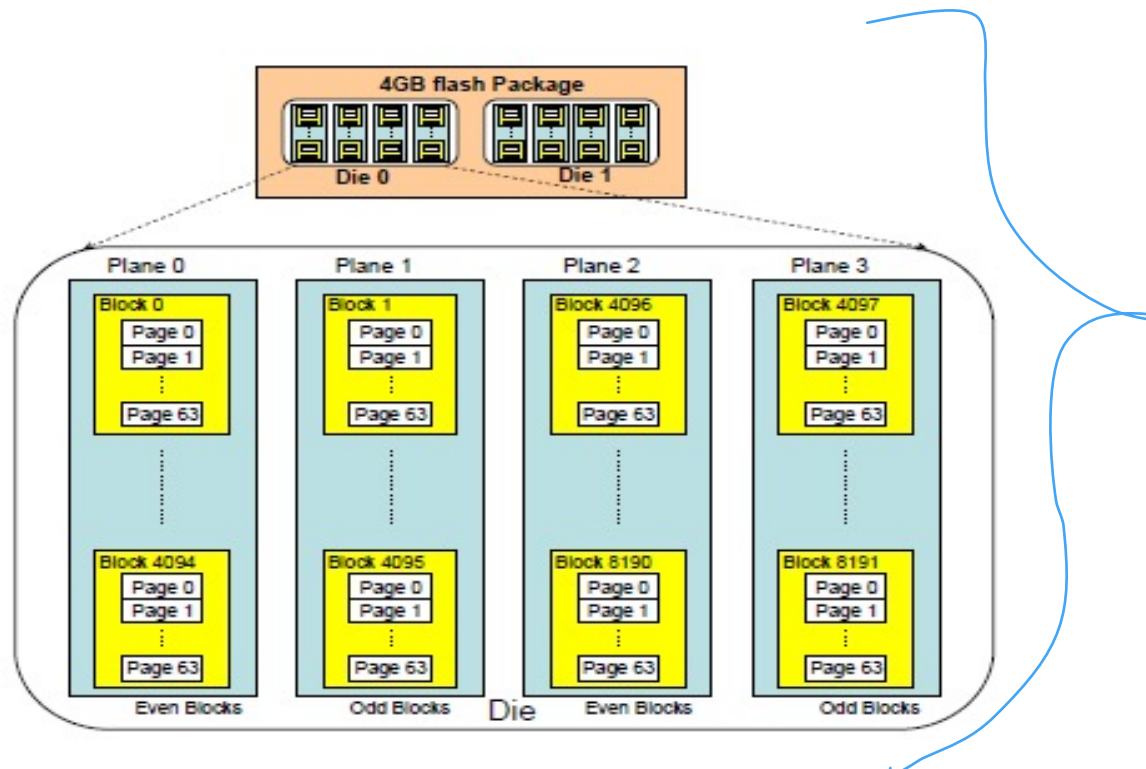 4GB flash Package
Die 0 Die 1
Plane 0 Plane 1 Plane 2 Plane 3
Block 0 Block 1 Block 4096 Block 4097
Page 0 Page 0 Page 0 Page 0
Page 1 Page 1 Page 1 Page 1
Page 63 Page 63 Page 63 Page 63
Block 4094 Block 4095 Block 8190 Block 8191
Page 0 Page 0 Page 0 Page 0
Page 1 Page 1 Page 1 Page 1
Page 63 Page 63 Page 63 Page 63
Even Blocks Odd Blocks Die Even Blocks Odd Blocks